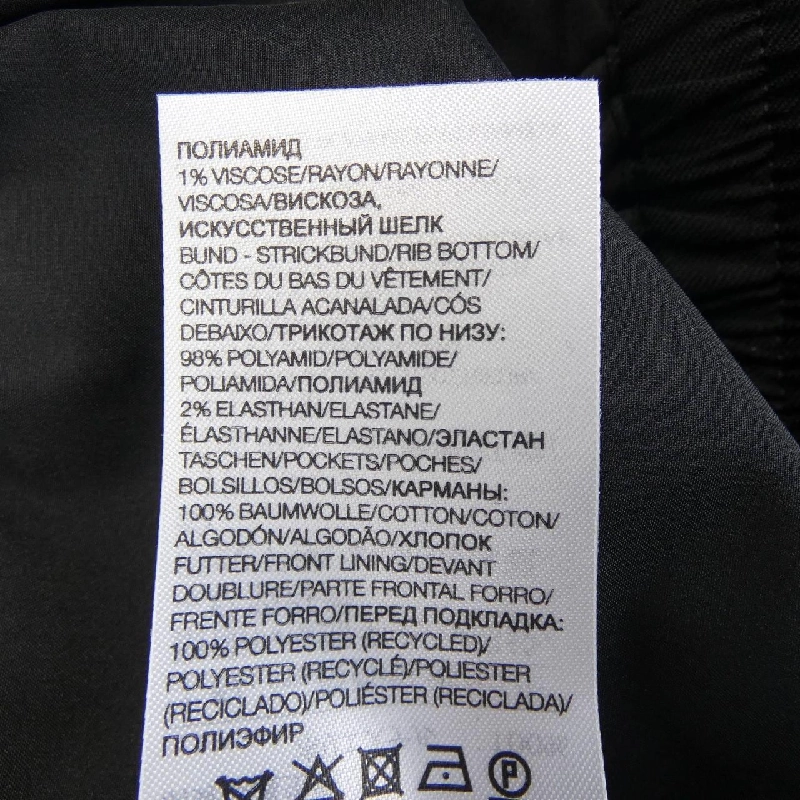 ПОЛИАМИД
1% VISCOSE/RAYON/RAYONNE/
VISCOSA/ВИСКОЗА,
ИСКУССТВЕННЫЙ ШЕЛК
BUND - STRICKBUND/RIB BOTTOM/
CÔTES DU BAS DU VÊTEMENT/
CINTURILLA ACANALADA/CÓS
DEBAIXO/ТРИКОТАЖ ПО НИЗУ:
98% POLYAMID/POLYAMIDE/
POLIAMIDA/ПОЛИАМИД
2% ELASTHAN/ELASTANE/
ÉLASTHANNE/ELASTANO/ЭЛАСТАН
TASCHEN/POCKETS/POCHES/
BOLSILLOS/BOLSOS/КАРМАНЫ:
100% BAUMWOLLE/COTTON/COTON/
ALGODÓN/ALGODÃO/ХЛОПОК
FUTTER/FRONT LINING/DEVANT
DOUBLURE/PARTE FRONTAL FORRO/
FRENTE FORRO/ПЕРЕД ПОДКЛАДКА:
100% POLYESTER (RECYCLED)/
POLYESTER (RECYCLÉ)/POLIESTER
(RECICLADO)/POLIÉSTER (RECICLADA)/
ПОЛИЭФИР
P